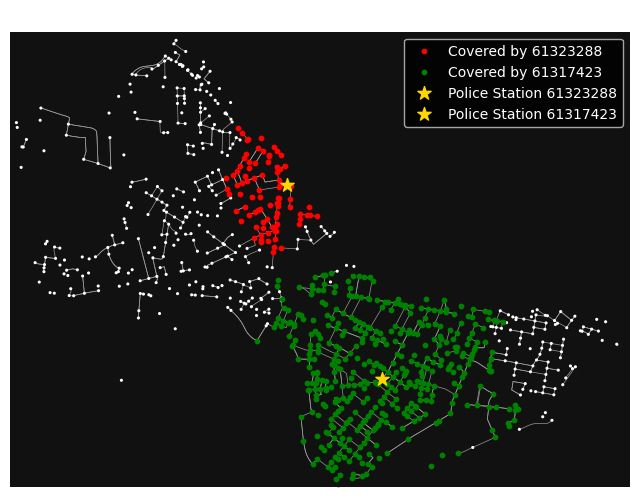 Covered by 61323288
Covered by 61317423
Police Station 61323288
Police Station 61317423